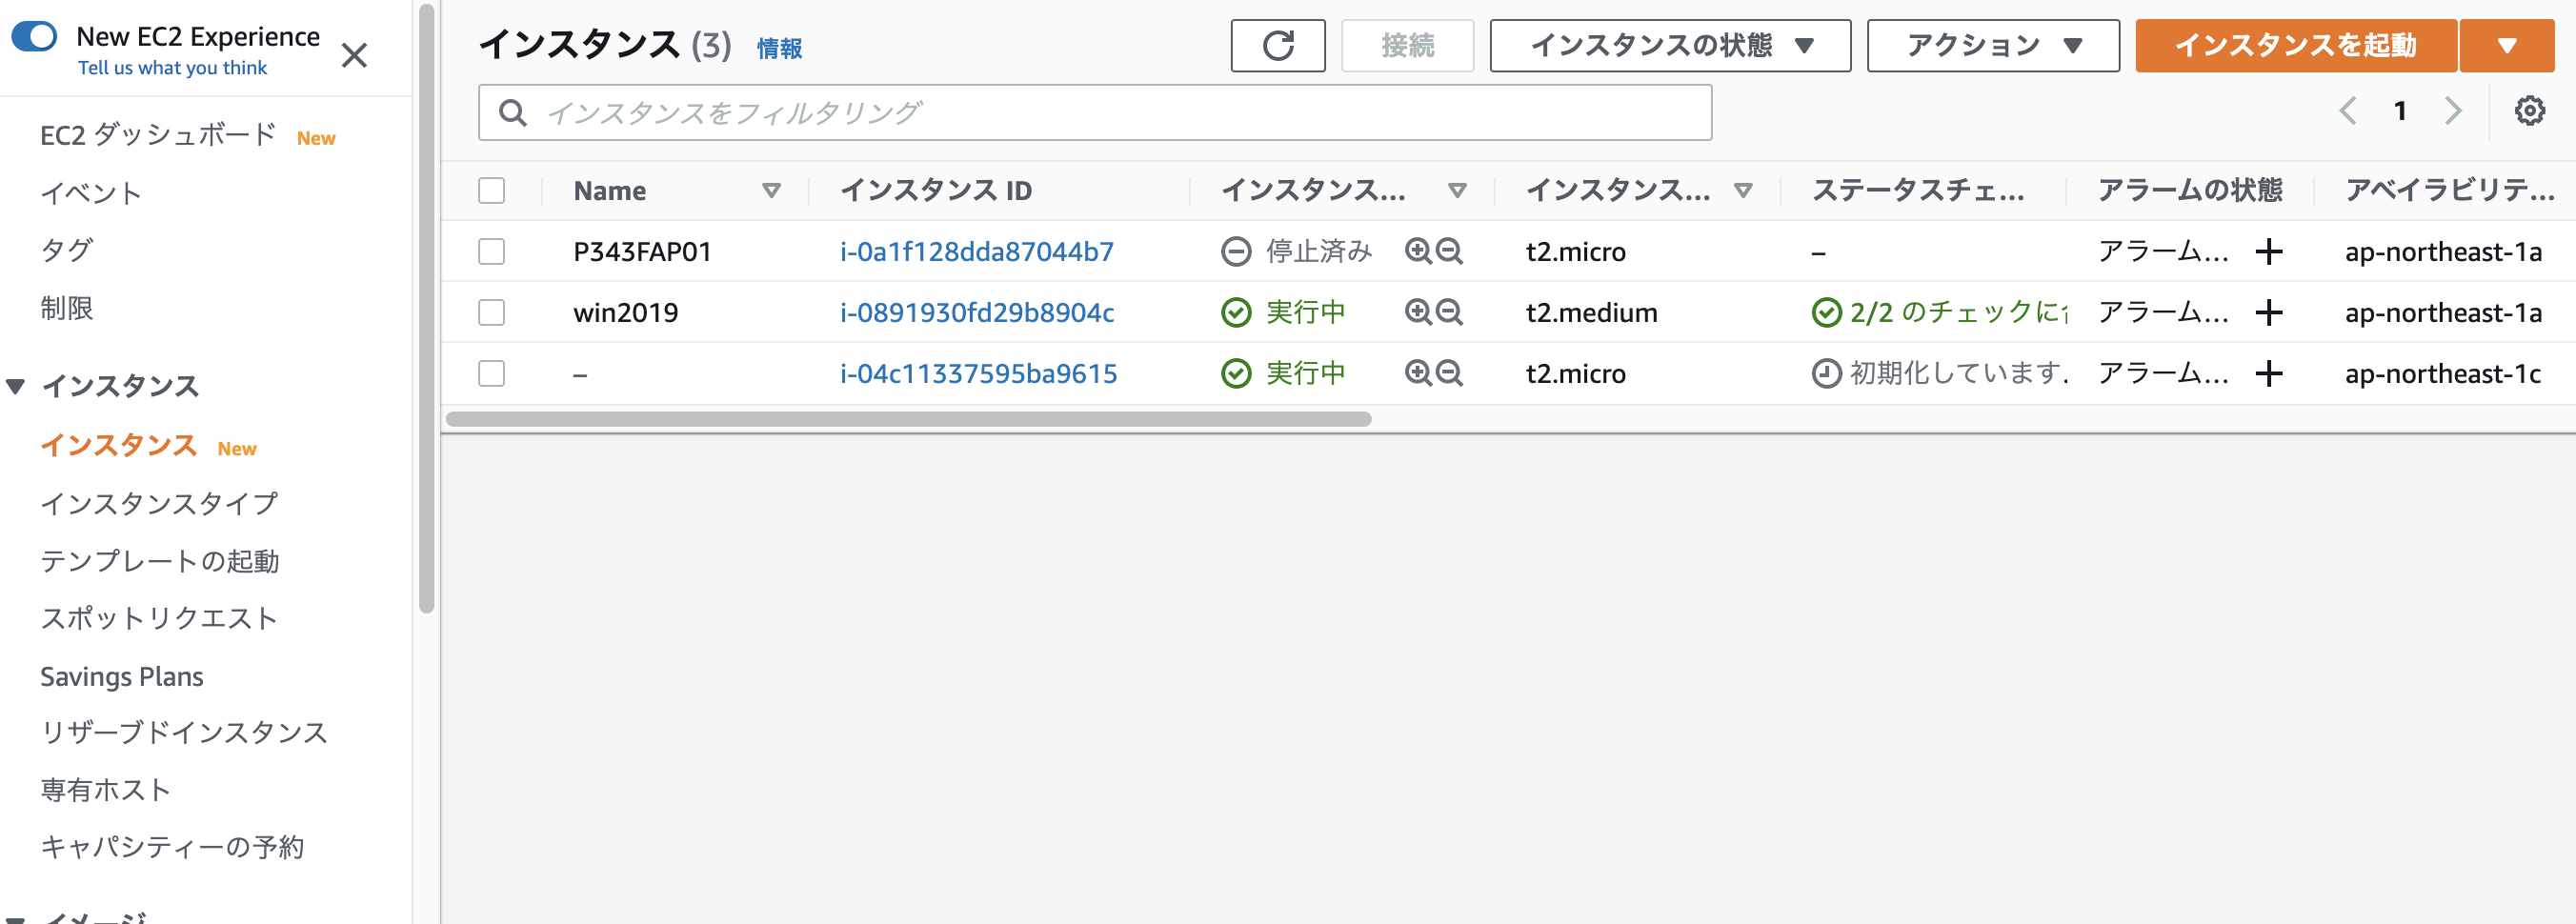 New EC2 Experience
Tell us what you think
EC2 ダッシュボード New
イベント
タグ
制限
インスタンス
インスタンス New
インスタンスタイプ
テンプレートの起動
スポットリクエスト
Savings Plans
リザーブドインスタンス
専有ホスト
キャパシティーの予約
イメージ
インスタンス (3) 情報
接続 インスタンスの状態 アクション インスタンスを起動
インスタンスをフィルタリング
1
Name インスタンス ID インスタンス... インスタンス... ステータスチェ... アラームの状態 アベイラビリテ...
P343FAP01 i-0a1f128dda87044b7 停止済み t2.micro – アラーム... ap-northeast-1a
win2019 i-0891930fd29b8904c 実行中 t2.medium 2/2 のチェックに アラーム... ap-northeast-1a
– i-04c11337595ba9615 実行中 t2.micro 初期化しています. アラーム... ap-northeast-1c